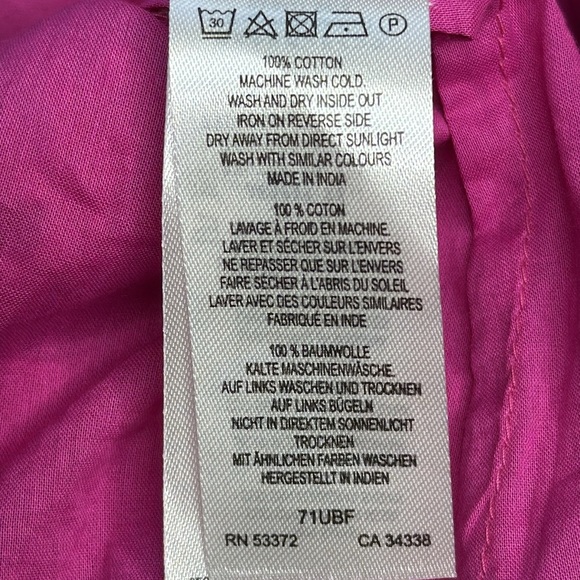 30
P
100% COTTON
MACHINE WASH COLD.
WASH AND DRY INSIDE OUT
IRON ON REVERSE SIDE
DRY AWAY FROM DIRECT SUNLIGHT
WASH WITH SIMILAR COLOURS
MADE IN INDIA
100 % COTON
LAVAGE À FROID EN MACHINE.
LAVER ET SÉCHER SUR L'ENVERS
NE REPASSER QUE SUR L'ENVERS
FAIRE SÉCHER À L'ABRIS DU SOLEIL
LAVER AVEC DES COULEURS SIMILAIRES
FABRIQUÉ EN INDE
100 % BAUMWOLLE
KALTE MASCHINENWÄSCHE.
AUF LINKS WASCHEN UND TROCKNEN
AUF LINKS BÜGELN
NICHT IN DIREKTEM SONNENLICHT
TROCKNEN
MIT ÄHNLICHEN FARBEN WASCHEN
HERGESTELLT IN INDIEN
71UBF
RN 53372 CA 34338